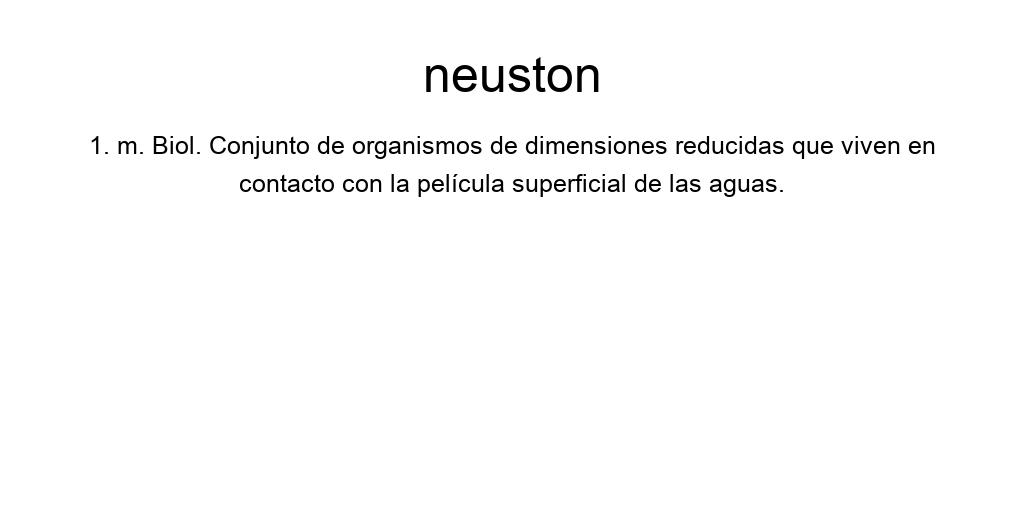 neuston
1. m. Biol. Conjunto de organismos de dimensiones reducidas que viven en
contacto con la película superficial de las aguas.